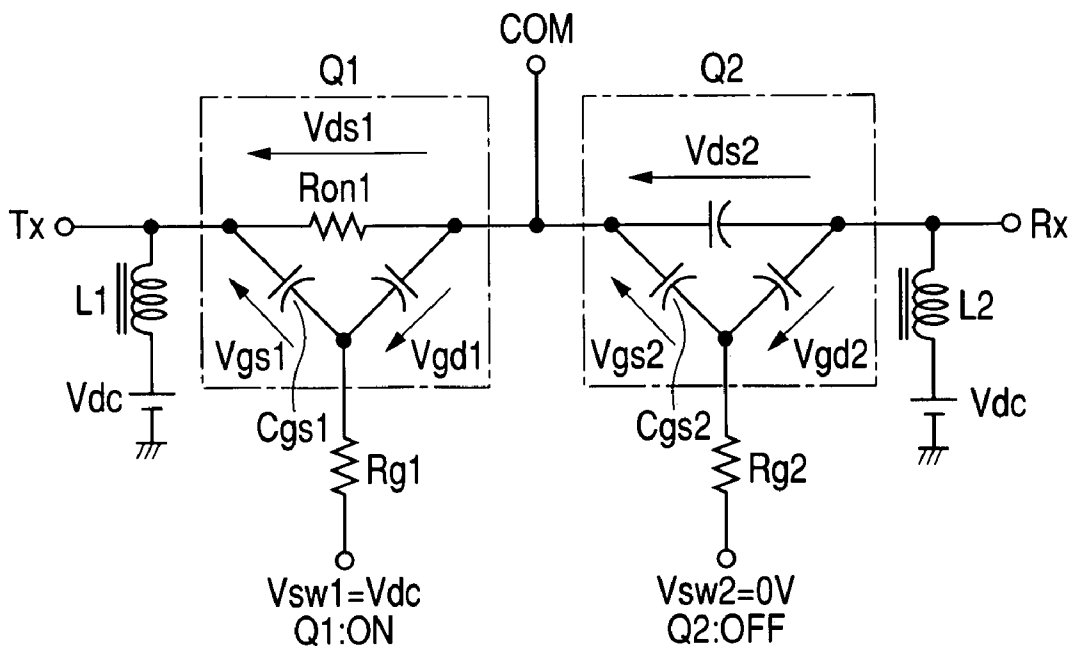 COM
Q1
Q2
Vds1
Vds2
Ron1
Tx
Rx
L1
L2
Vgs1
Vgd1
Vgs2
Vgd2
Vdc
Vdc
Cgs1
Cgs2
Rg1
Rg2
Vsw1=Vdc
Q1:ON
Vsw2=0V
Q2:OFF